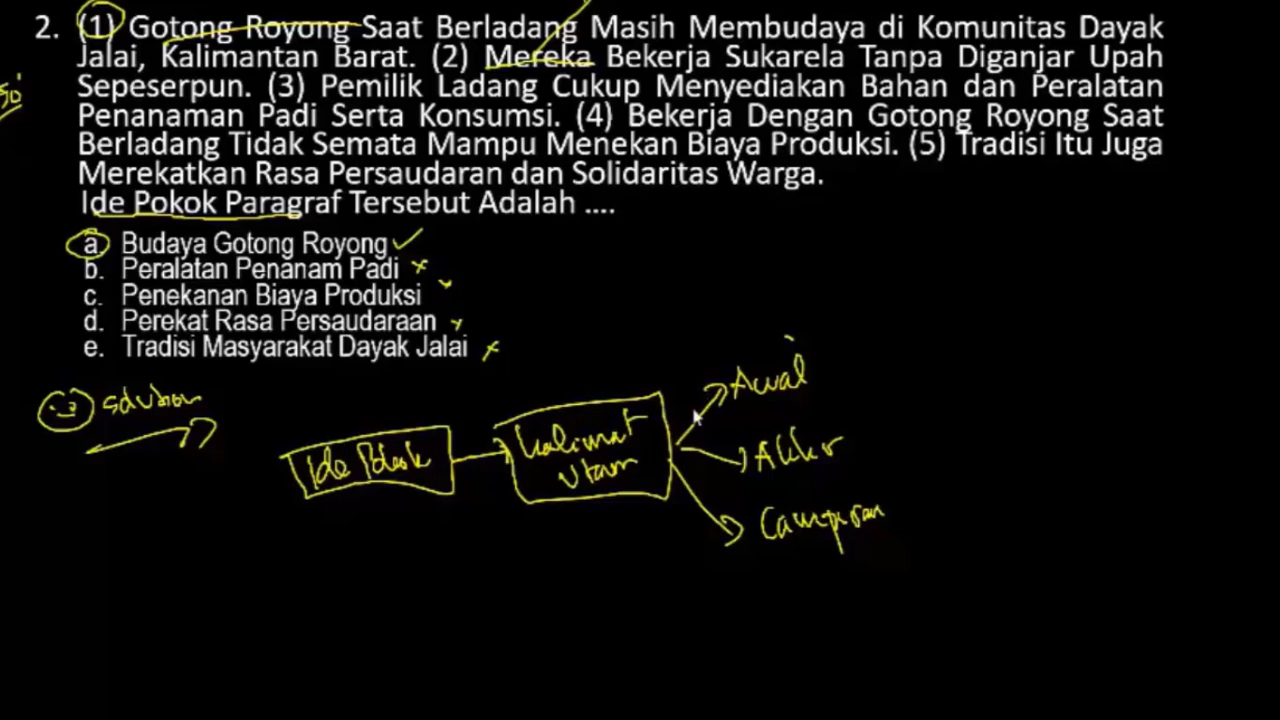 2. (1) Gotong Royong Saat Berladang Masih Membudaya di Komunitas Dayak
Jalai, Kalimantan Barat. (2) Mereka Bekerja Sukarela Tanpa Diganjar Upah
Sepeserpun. (3) Pemilik Ladang Cukup Menyediakan Bahan dan Peralatan
Penanaman Padi Serta Konsumsi. (4) Bekerja Dengan Gotong Royong Saat
Berladang Tidak Semata Mampu Menekan Biaya Produksi. (5) Tradisi Itu Juga
Merekatkan Rasa Persaudaran dan Solidaritas Warga.
Ide Pokok Paragraf Tersebut Adalah ....
a. Budaya Gotong Royong
b. Peralatan Penanam Padi
c. Penekanan Biaya Produksi
d. Perekat Rasa Persaudaraan
e. Tradisi Masyarakat Dayak Jalai
Awal
Ide Pokok
Kalimat
Akhir
Campuran